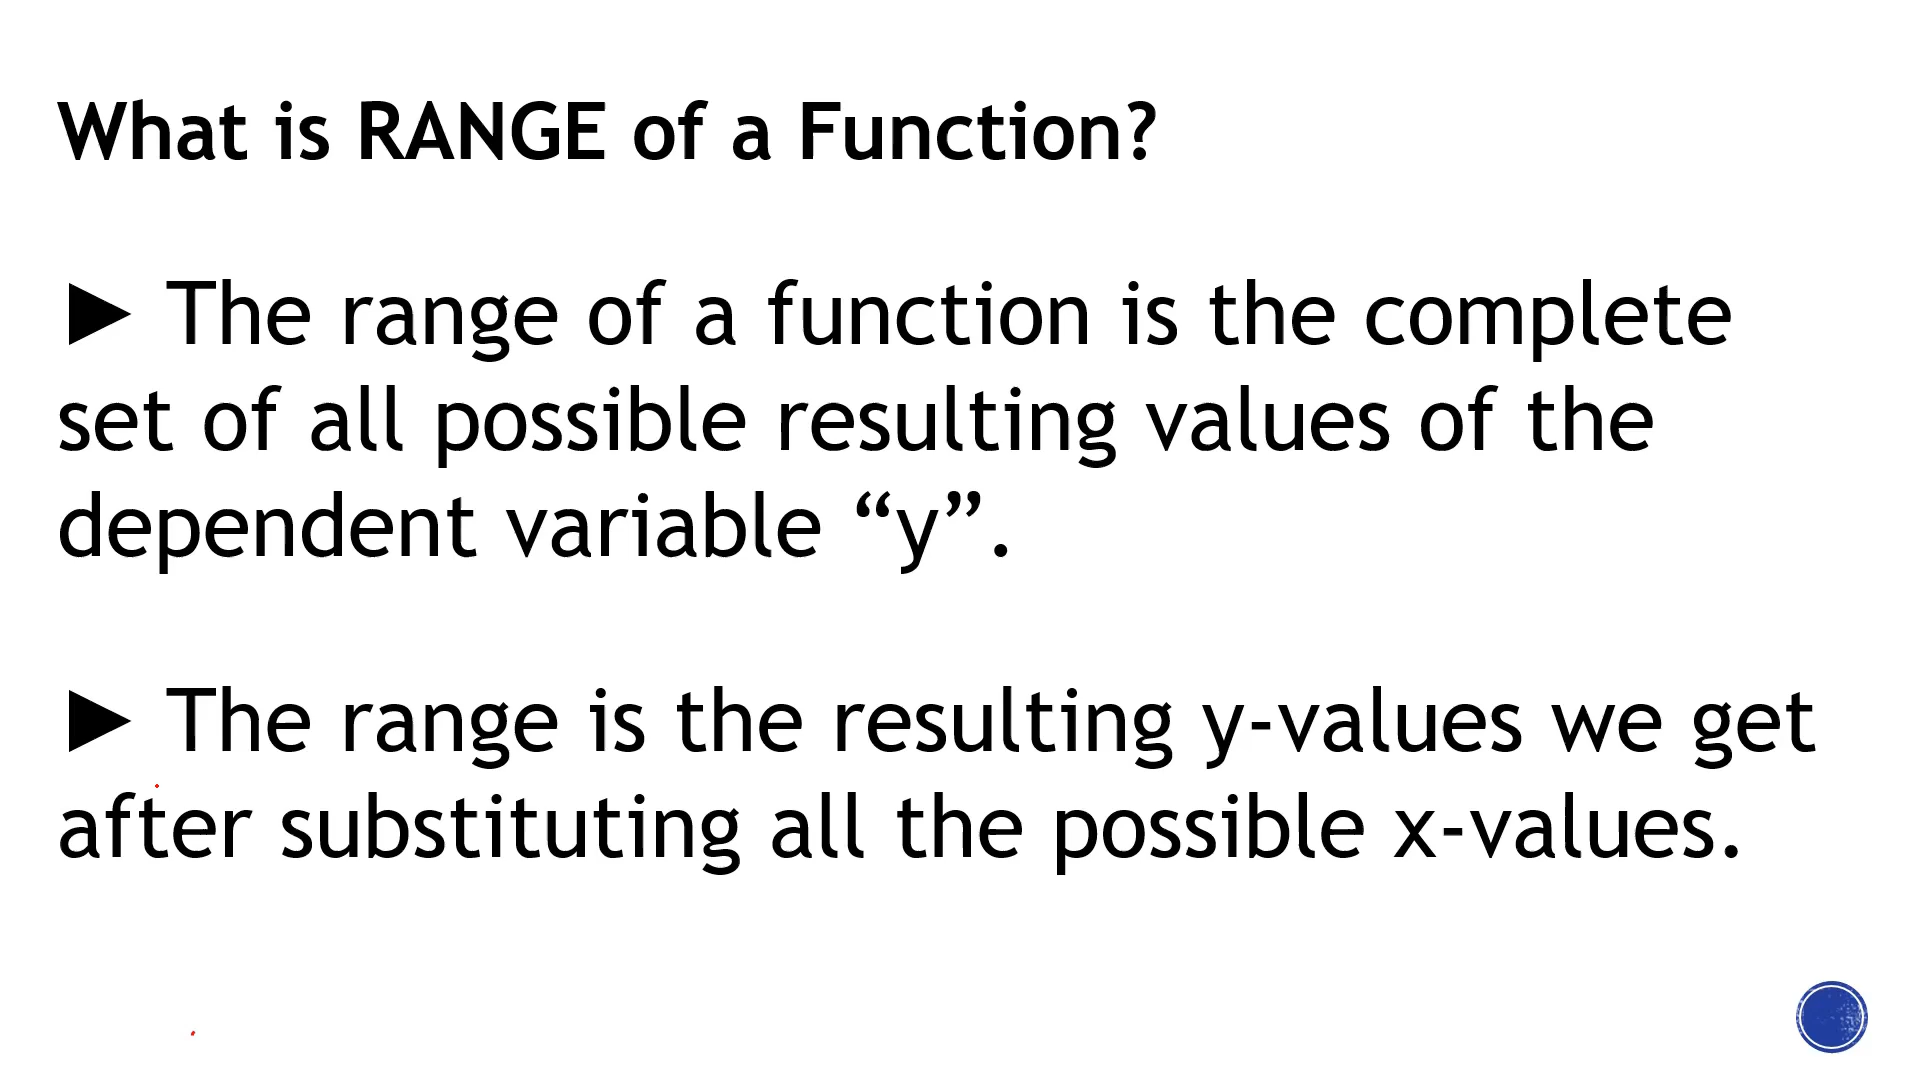 What is RANGE of a Function?
► The range of a function is the complete
set of all possible resulting values of the
dependent variable “y”.
► The range is the resulting y-values we get
after substituting all the possible x-values.